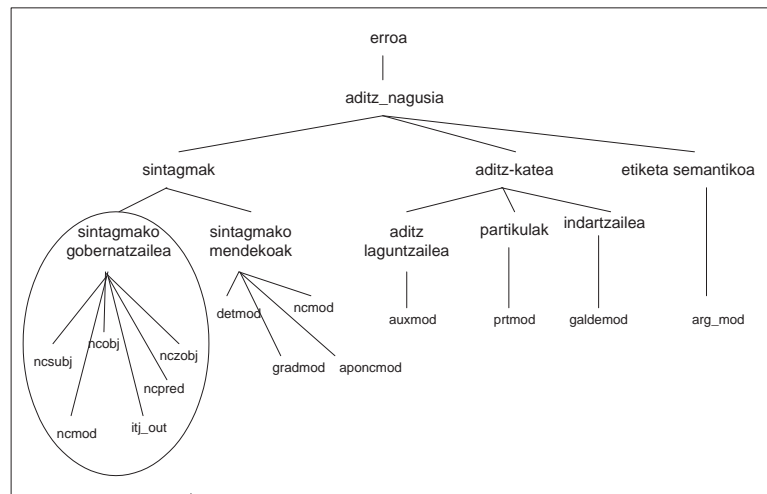 erroa
aditz_nagusia
sintagmak
aditz-katea
etiketa semantikoa
sintagmako
gobernatzailea
sintagmako
mendekoak
aditz
laguntzailea
partikulak
indartzailea
detmod
ncmod
auxmod
prtmod
galdemod
arg_mod
ncsubj
ncobj
nczobj
ncpred
gradmod
aponcmod
ncmod
itj_out